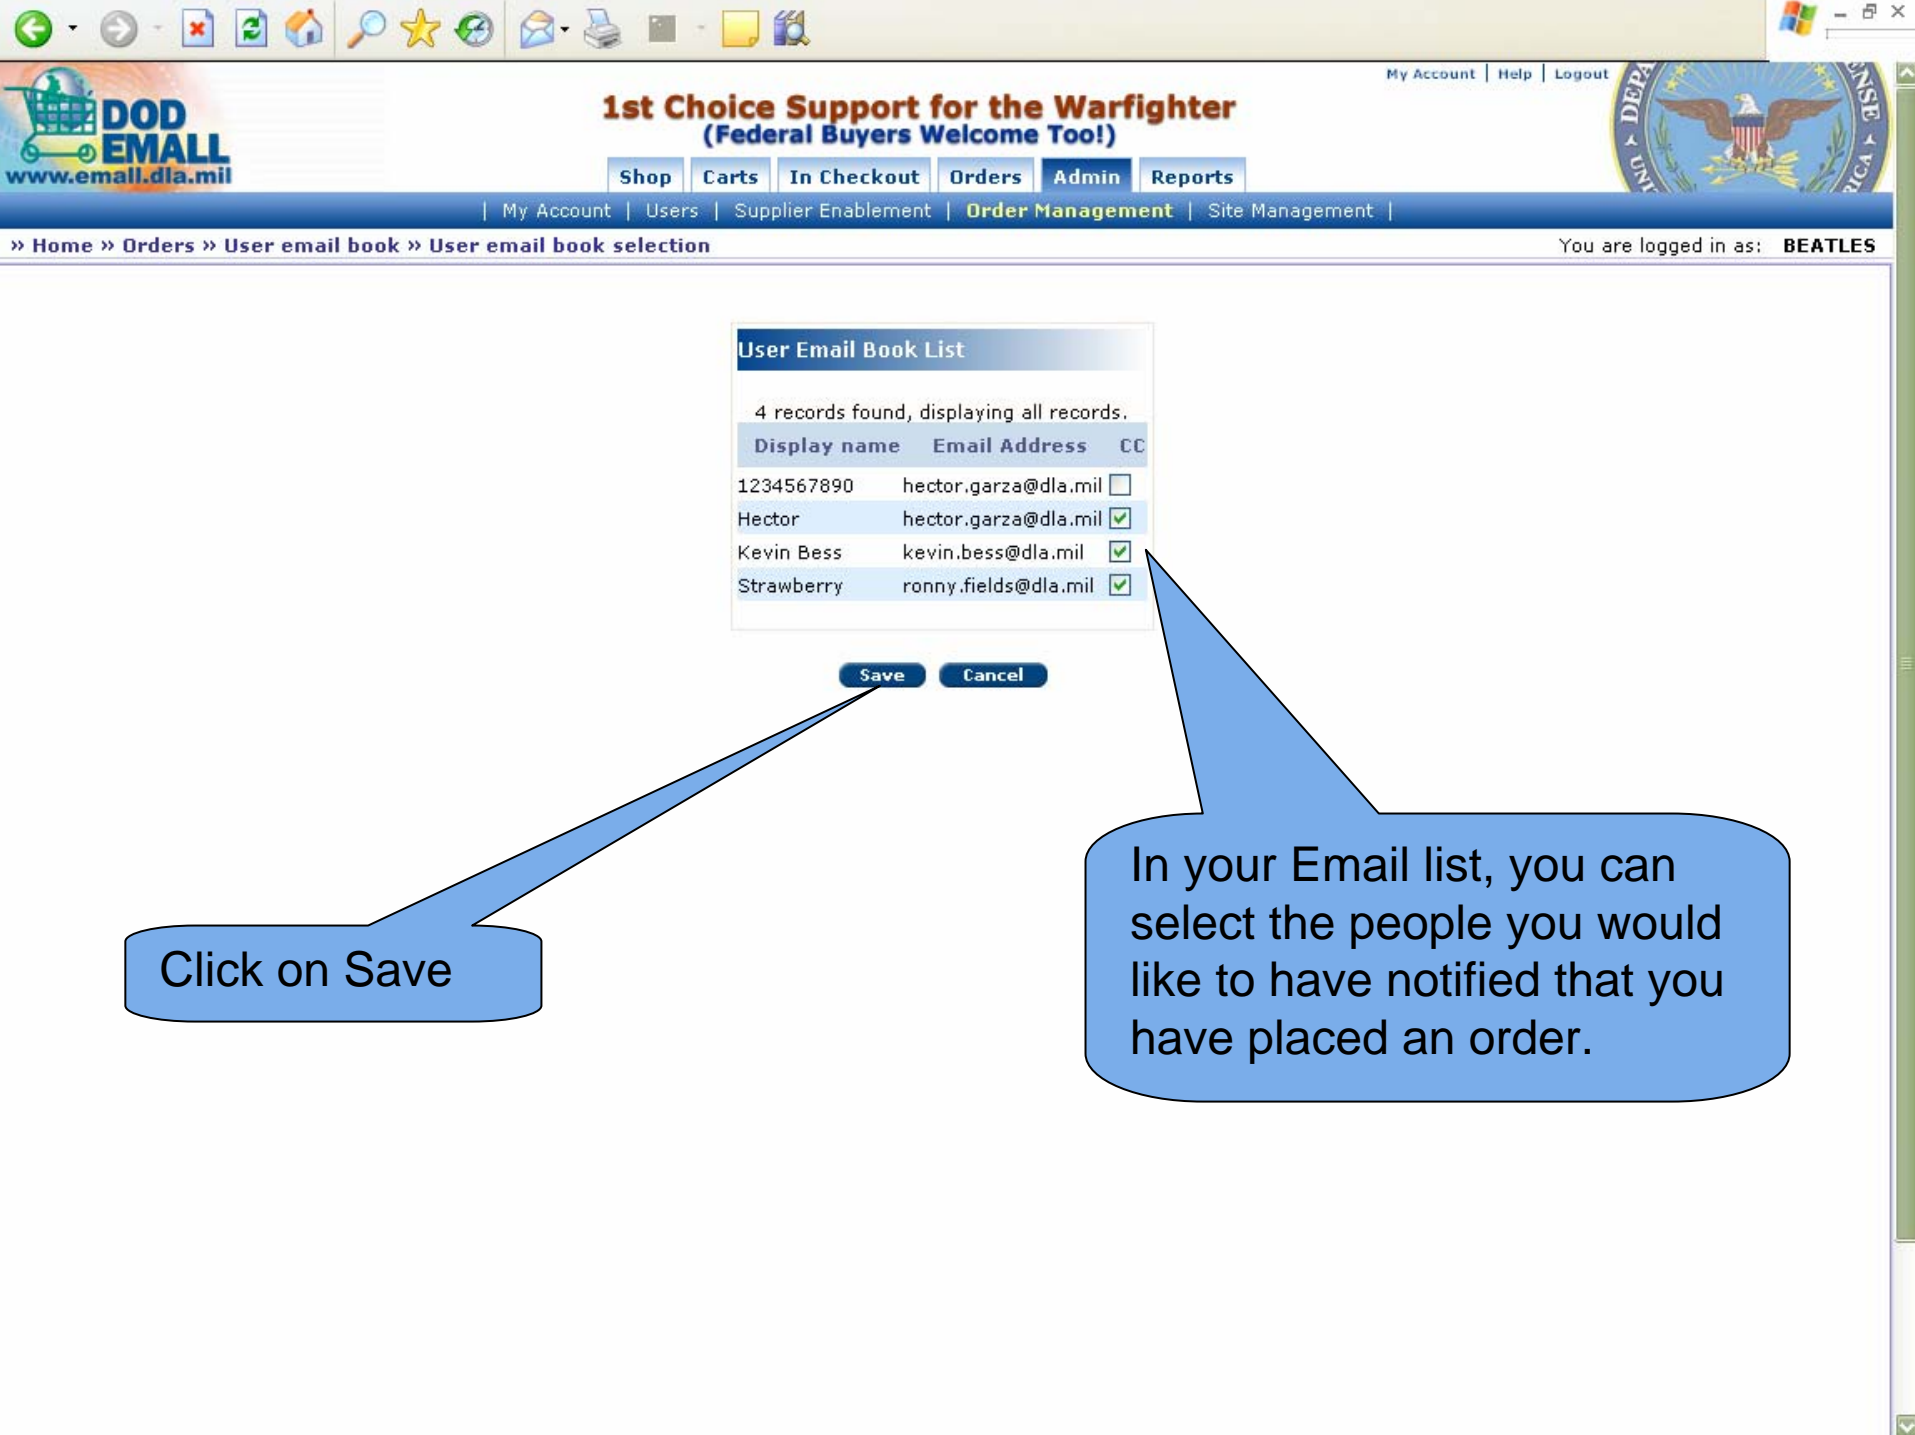 My Account | Help | Logout
DOD
EMALL
www.emall.dla.mil
1st Choice Support for the Warfighter
(Federal Buyers Welcome Too!)
Shop Carts In Checkout Orders Admin Reports
| My Account | Users | Supplier Enablement | Order Management | Site Management |
» Home » Orders » User email book » User email book selection
You are logged in as: BEATLES
User Email Book List
4 records found, displaying all records.
Display name Email Address CC
1234567890 hector.garza@dla.mil
Hector hector.garza@dla.mil
Kevin Bess kevin.bess@dla.mil
Strawberry ronny.fields@dla.mil
Save Cancel
In your Email list, you can
select the people you would
like to have notified that you
have placed an order.
Click on Save